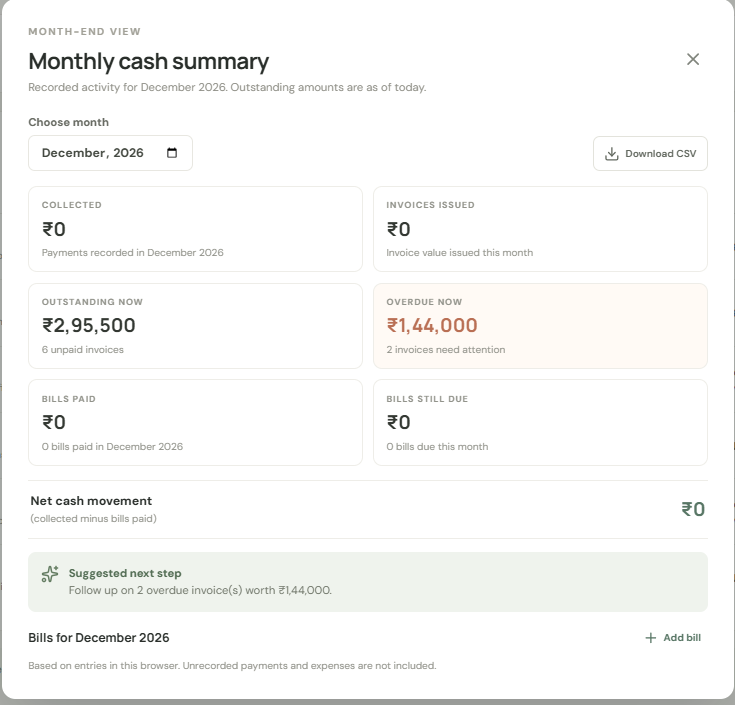 MONTH-END VIEW
Monthly cash summary
Recorded activity for December 2026. Outstanding amounts are as of today.
Choose month
December, 2026
Download CSV
COLLECTED
₹0
Payments recorded in December 2026
INVOICES ISSUED
₹0
Invoice value issued this month
OUTSTANDING NOW
₹2,95,500
6 unpaid invoices
OVERDUE NOW
₹1,44,000
2 invoices need attention
BILLS PAID
₹0
0 bills paid in December 2026
BILLS STILL DUE
₹0
0 bills due this month
Net cash movement
(collected minus bills paid)
₹0
Suggested next step
Follow up on 2 overdue invoice(s) worth ₹1,44,000.
Bills for December 2026
Add bill
Based on entries in this browser. Unrecorded payments and expenses are not included.